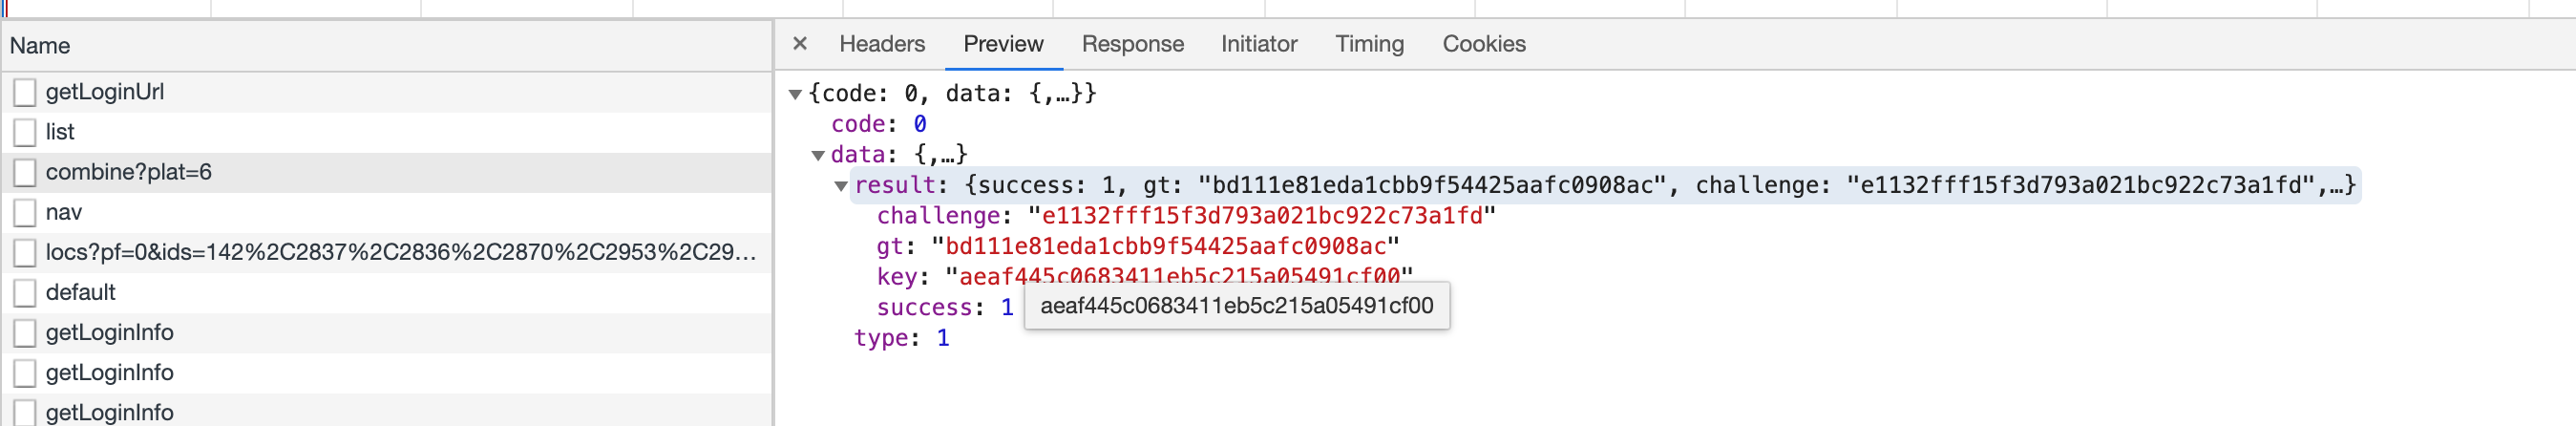 Name
getLoginUrl
list
combine?plat=6
nav
locs?pf=0&ids=142%2C2837%2C2836%2C2870%2C2953%2C29…
default
getLoginInfo
getLoginInfo
getLoginInfo
× Headers Preview Response Initiator Timing Cookies
▼{code: 0, data: {,…}}
code: 0
▼data: {,…}
▼result: {success: 1, gt: "bd111e81eda1cbb9f54425aafc0908ac", challenge: "e1132fff15f3d793a021bc922c73a1fd",…}
challenge: "e1132fff15f3d793a021bc922c73a1fd"
gt: "bd111e81eda1cbb9f54425aafc0908ac"
key: "aeaf445c0683411eb5c215a05491cf00"
success: 1
aeaf445c0683411eb5c215a05491cf00
type: 1